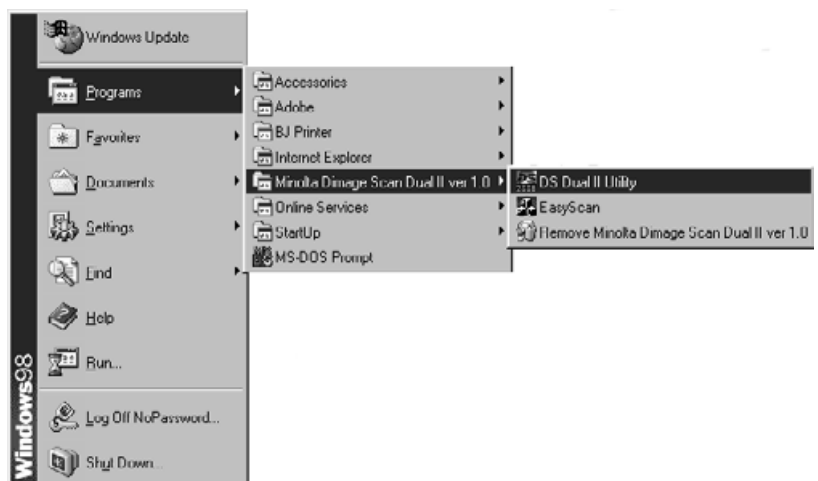 Windows Update
Programs
Favorites
Documents
Settings
Find
Help
Run...
Log Off NoPassword...
Shut Down...
Windows98
Accessories
Adobe
BJ Printer
Internet Explorer
Minolta Dimage Scan Dual II ver 1.0
Online Services
StartUp
MS-DOS Prompt
DS Dual II Utility
EasyScan
Remove Minolta Dimage Scan Dual II ver 1.0